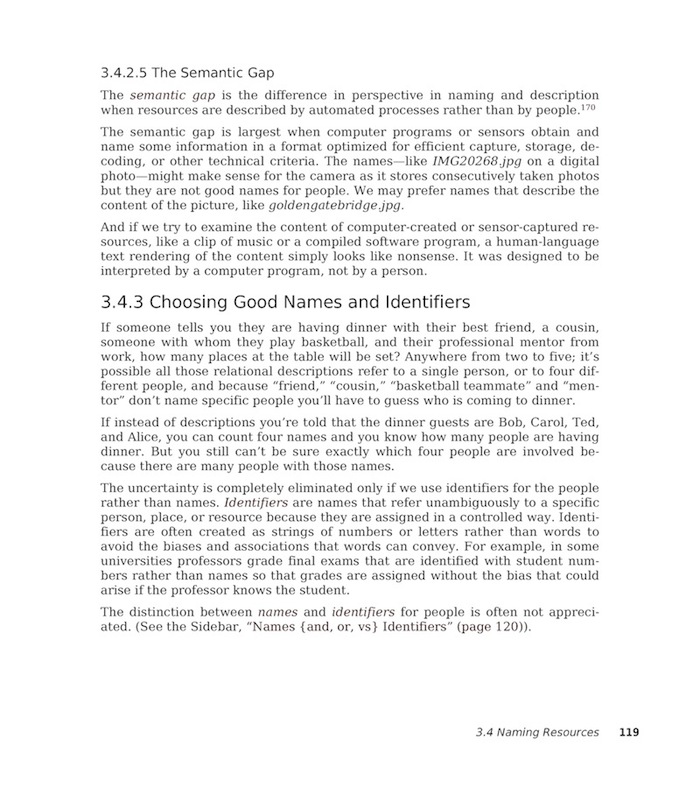 3.4.2.5 The Semantic Gap
The semantic gap is the difference in perspective in naming and description
when resources are described by automated processes rather than by people.170
The semantic gap is largest when computer programs or sensors obtain and
name some information in a format optimized for efficient capture, storage, de-
coding, or other technical criteria. The names—like IMG20268.jpg on a digital
photo—might make sense for the camera as it stores consecutively taken photos
but they are not good names for people. We may prefer names that describe the
content of the picture, like goldengatebridge.jpg.
And if we try to examine the content of computer-created or sensor-captured re-
sources, like a clip of music or a compiled software program, a human-language
text rendering of the content simply looks like nonsense. It was designed to be
interpreted by a computer program, not by a person.
3.4.3 Choosing Good Names and Identifiers
If someone tells you they are having dinner with their best friend, a cousin,
someone with whom they play basketball, and their professional mentor from
work, how many places at the table will be set? Anywhere from two to five; it’s
possible all those relational descriptions refer to a single person, or to four dif-
ferent people, and because “friend,” “cousin,” “basketball teammate” and “men-
tor” don’t name specific people you’ll have to guess who is coming to dinner.
If instead of descriptions you’re told that the dinner guests are Bob, Carol, Ted,
and Alice, you can count four names and you know how many people are having
dinner. But you still can’t be sure exactly which four people are involved be-
cause there are many people with those names.
The uncertainty is completely eliminated only if we use identifiers for the people
rather than names. Identifiers are names that refer unambiguously to a specific
person, place, or resource because they are assigned in a controlled way. Identi-
fiers are often created as strings of numbers or letters rather than words to
avoid the biases and associations that words can convey. For example, in some
universities professors grade final exams that are identified with student num-
bers rather than names so that grades are assigned without the bias that could
arise if the professor knows the student.
The distinction between names and identifiers for people is often not appreci-
ated. (See the Sidebar, “Names {and, or, vs} Identifiers” (page 120)).
3.4 Naming Resources 119